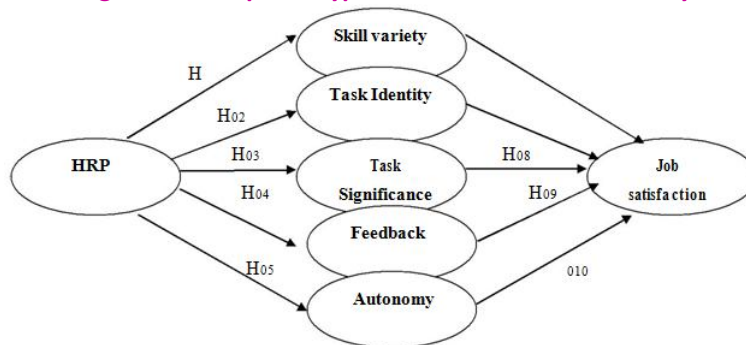 Skill variety
H
Task Identity
H02
HRP
H03
Task
Significance
H08
Job
satisfaction
H04
H09
Feedback
H05
Autonomy
010